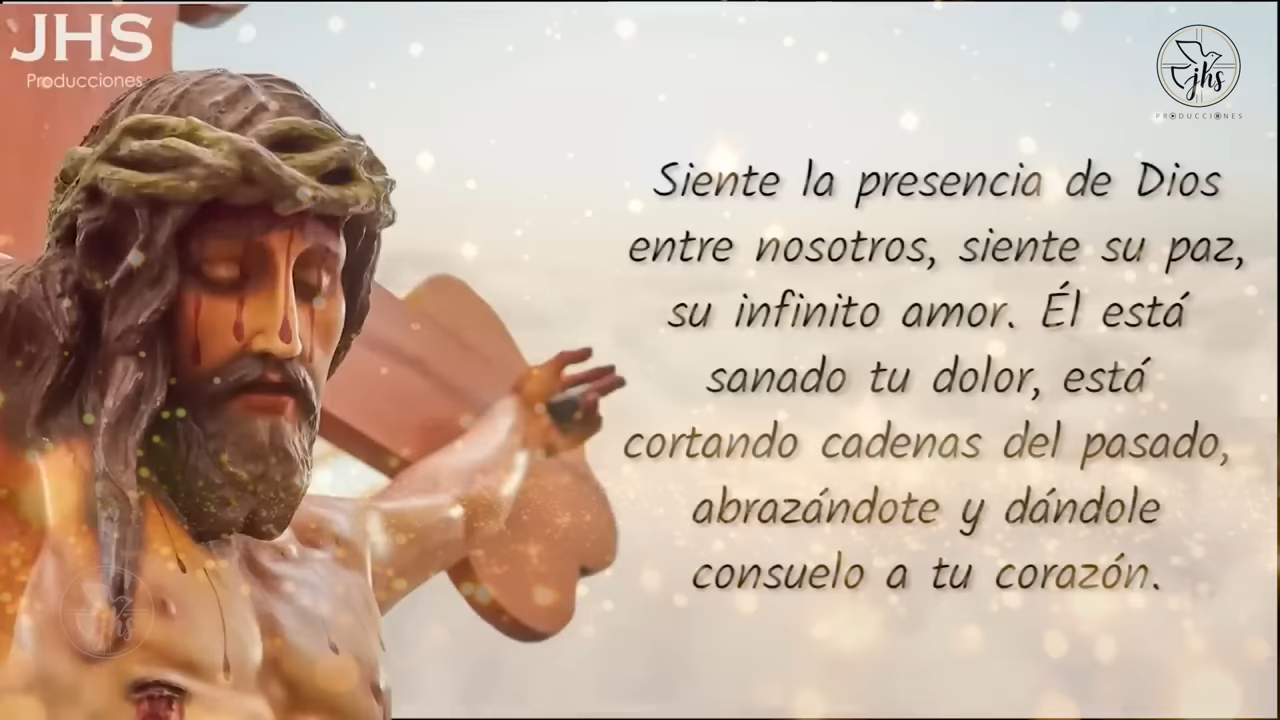 JHS
Producciones
jhs
PRODUCCIONES
Siente la presencia de Dios
entre nosotros, siente su paz,
su infinito amor. Él está
sanado tu dolor, está
cortando cadenas del pasado,
abrazándote y dándole
consuelo a tu corazón.
jhs